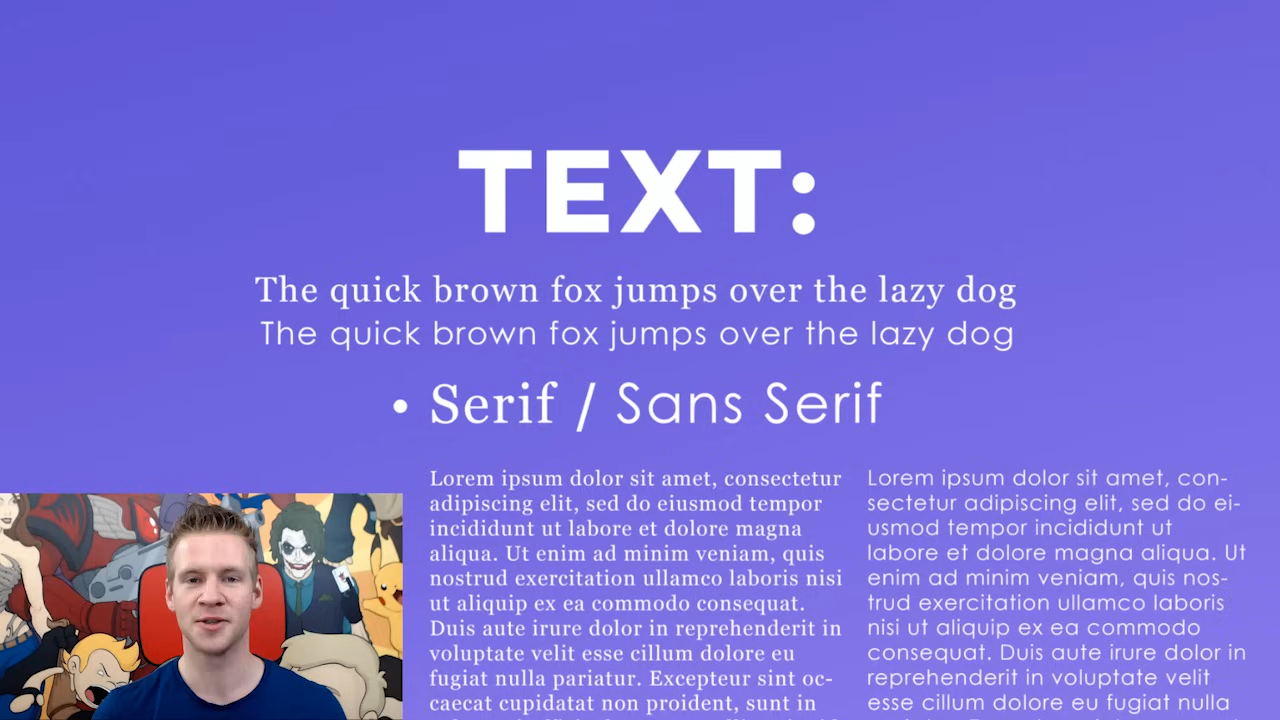 TEXT:
The quick brown fox jumps over the lazy dog
The quick brown fox jumps over the lazy dog
• Serif / Sans Serif
Lorem ipsum dolor sit amet, consectetur
adipiscing elit, sed do eiusmod tempor
incididunt ut labore et dolore magna
aliqua. Ut enim ad minim veniam, quis
nostrud exercitation ullamco laboris nisi
ut aliquip ex ea commodo consequat.
Duis aute irure dolor in reprehenderit in
voluptate velit esse cillum dolore eu
fugiat nulla pariatur. Excepteur sint oc-
caecat cupidatat non proident, sunt in
Lorem ipsum dolor sit amet, con-
sectetur adipiscing elit, sed do ei-
usmod tempor incididunt ut
labore et dolore magna aliqua. Ut
enim ad minim veniam, quis nos-
trud exercitation ullamco laboris
nisi ut aliquip ex ea commodo
consequat. Duis aute irure dolor in
reprehenderit in voluptate velit
esse cillum dolore eu fugiat nulla